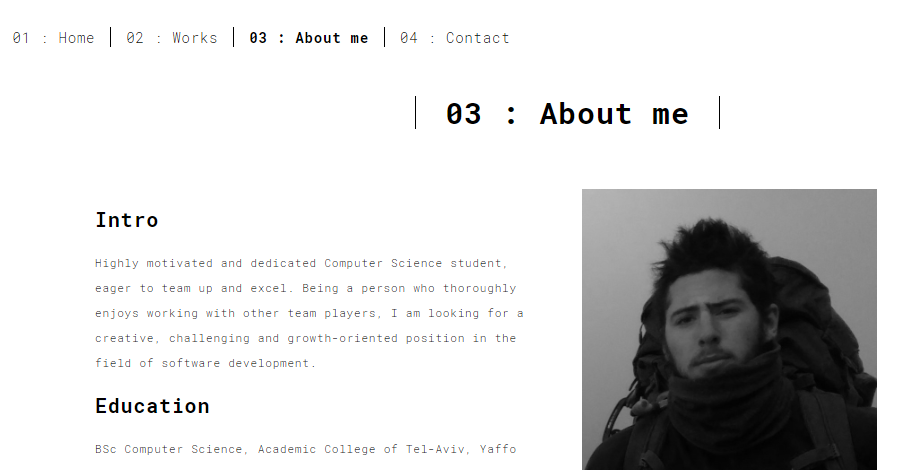 01 : Home 02 : Works 03 : About me 04 : Contact
03 : About me
Intro
Highly motivated and dedicated Computer Science student,
eager to team up and excel. Being a person who thoroughly
enjoys working with other team players, I am looking for a
creative, challenging and growth-oriented position in the
field of software development.
Education
BSc Computer Science, Academic College of Tel-Aviv, Yaffo